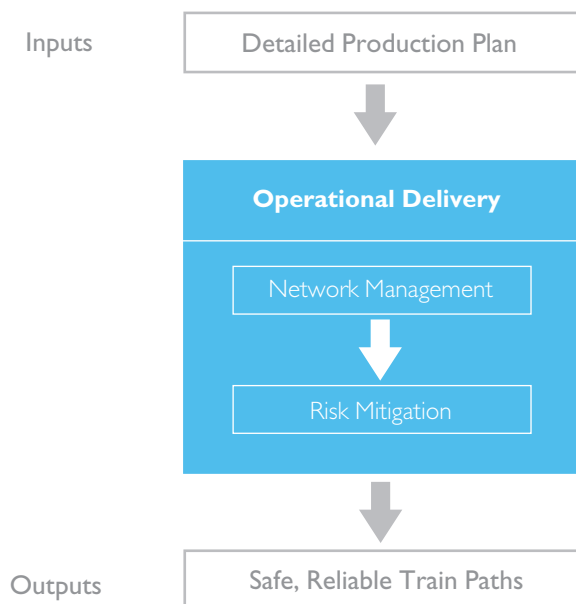 Inputs
Detailed Production Plan
Operational Delivery
Network Management
Risk Mitigation
Outputs
Safe, Reliable Train Paths